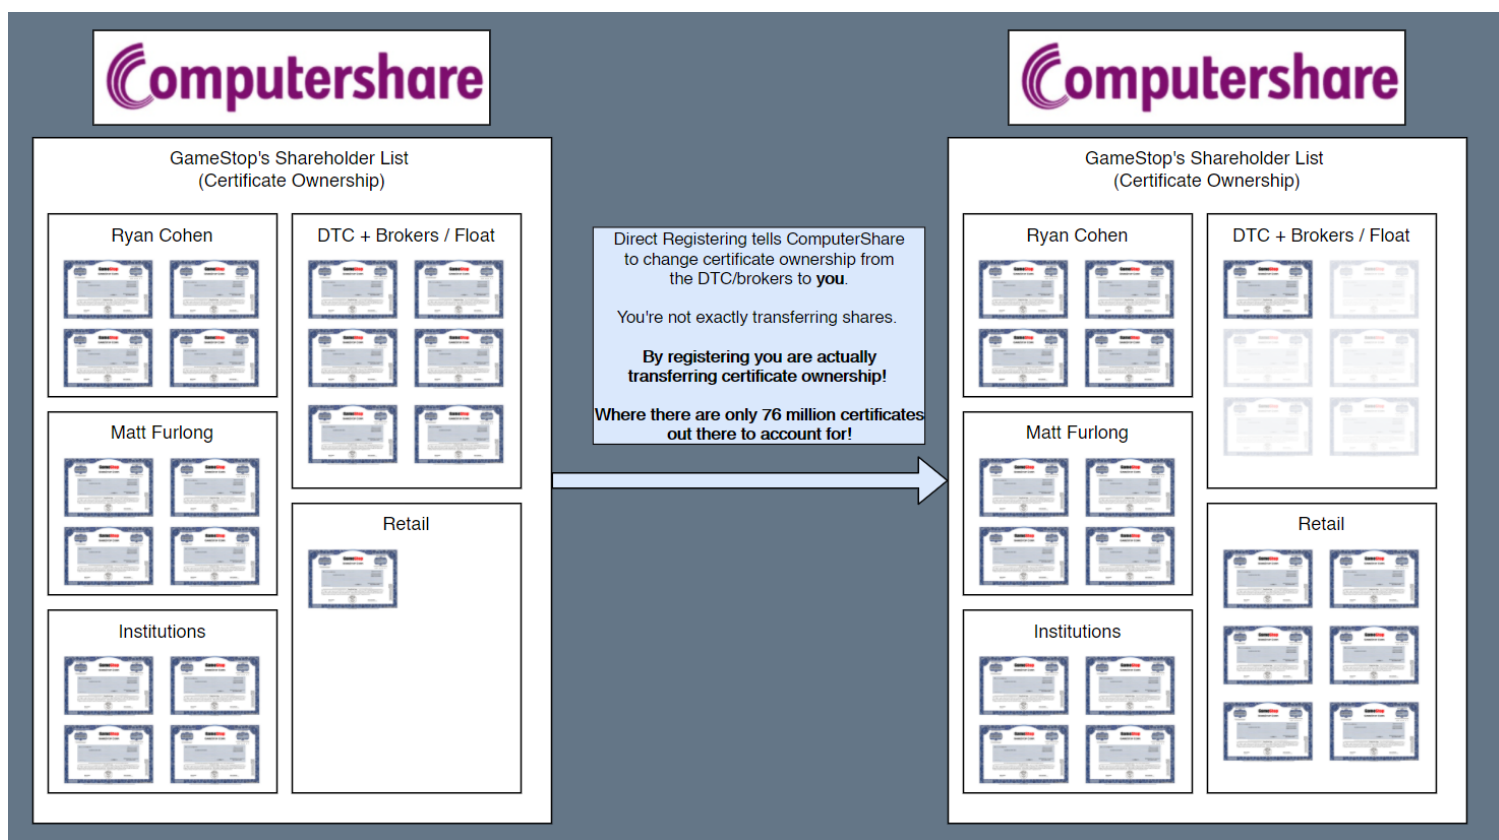 Computershare
GameStop's Shareholder List
(Certificate Ownership)
Ryan Cohen
DTC + Brokers / Float
Matt Furlong
Retail
Institutions
Direct Registering tells ComputerShare
to change certificate ownership from
the DTC/brokers to you.
You're not exactly transferring shares.
By registering you are actually
transferring certificate ownership!
Where there are only 76 million certificates
out there to account for!
Computershare
GameStop's Shareholder List
(Certificate Ownership)
Ryan Cohen
DTC + Brokers / Float
Matt Furlong
Retail
Institutions